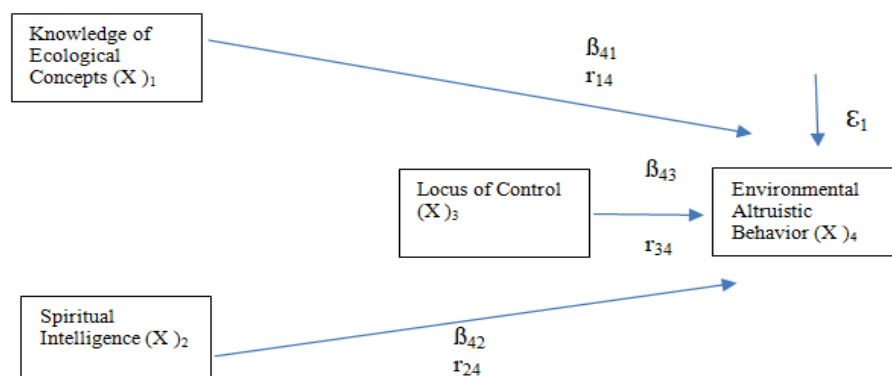 Knowledge of
Ecological
Concepts (X )₁
ß₄₁
r₁₄
Ɛ₁
Locus of Control
(X )₃
ß₄₃
r₃₄
Environmental
Altruistic
Behavior (X )₄
Spiritual
Intelligence (X )₂
ß₄₂
r₂₄